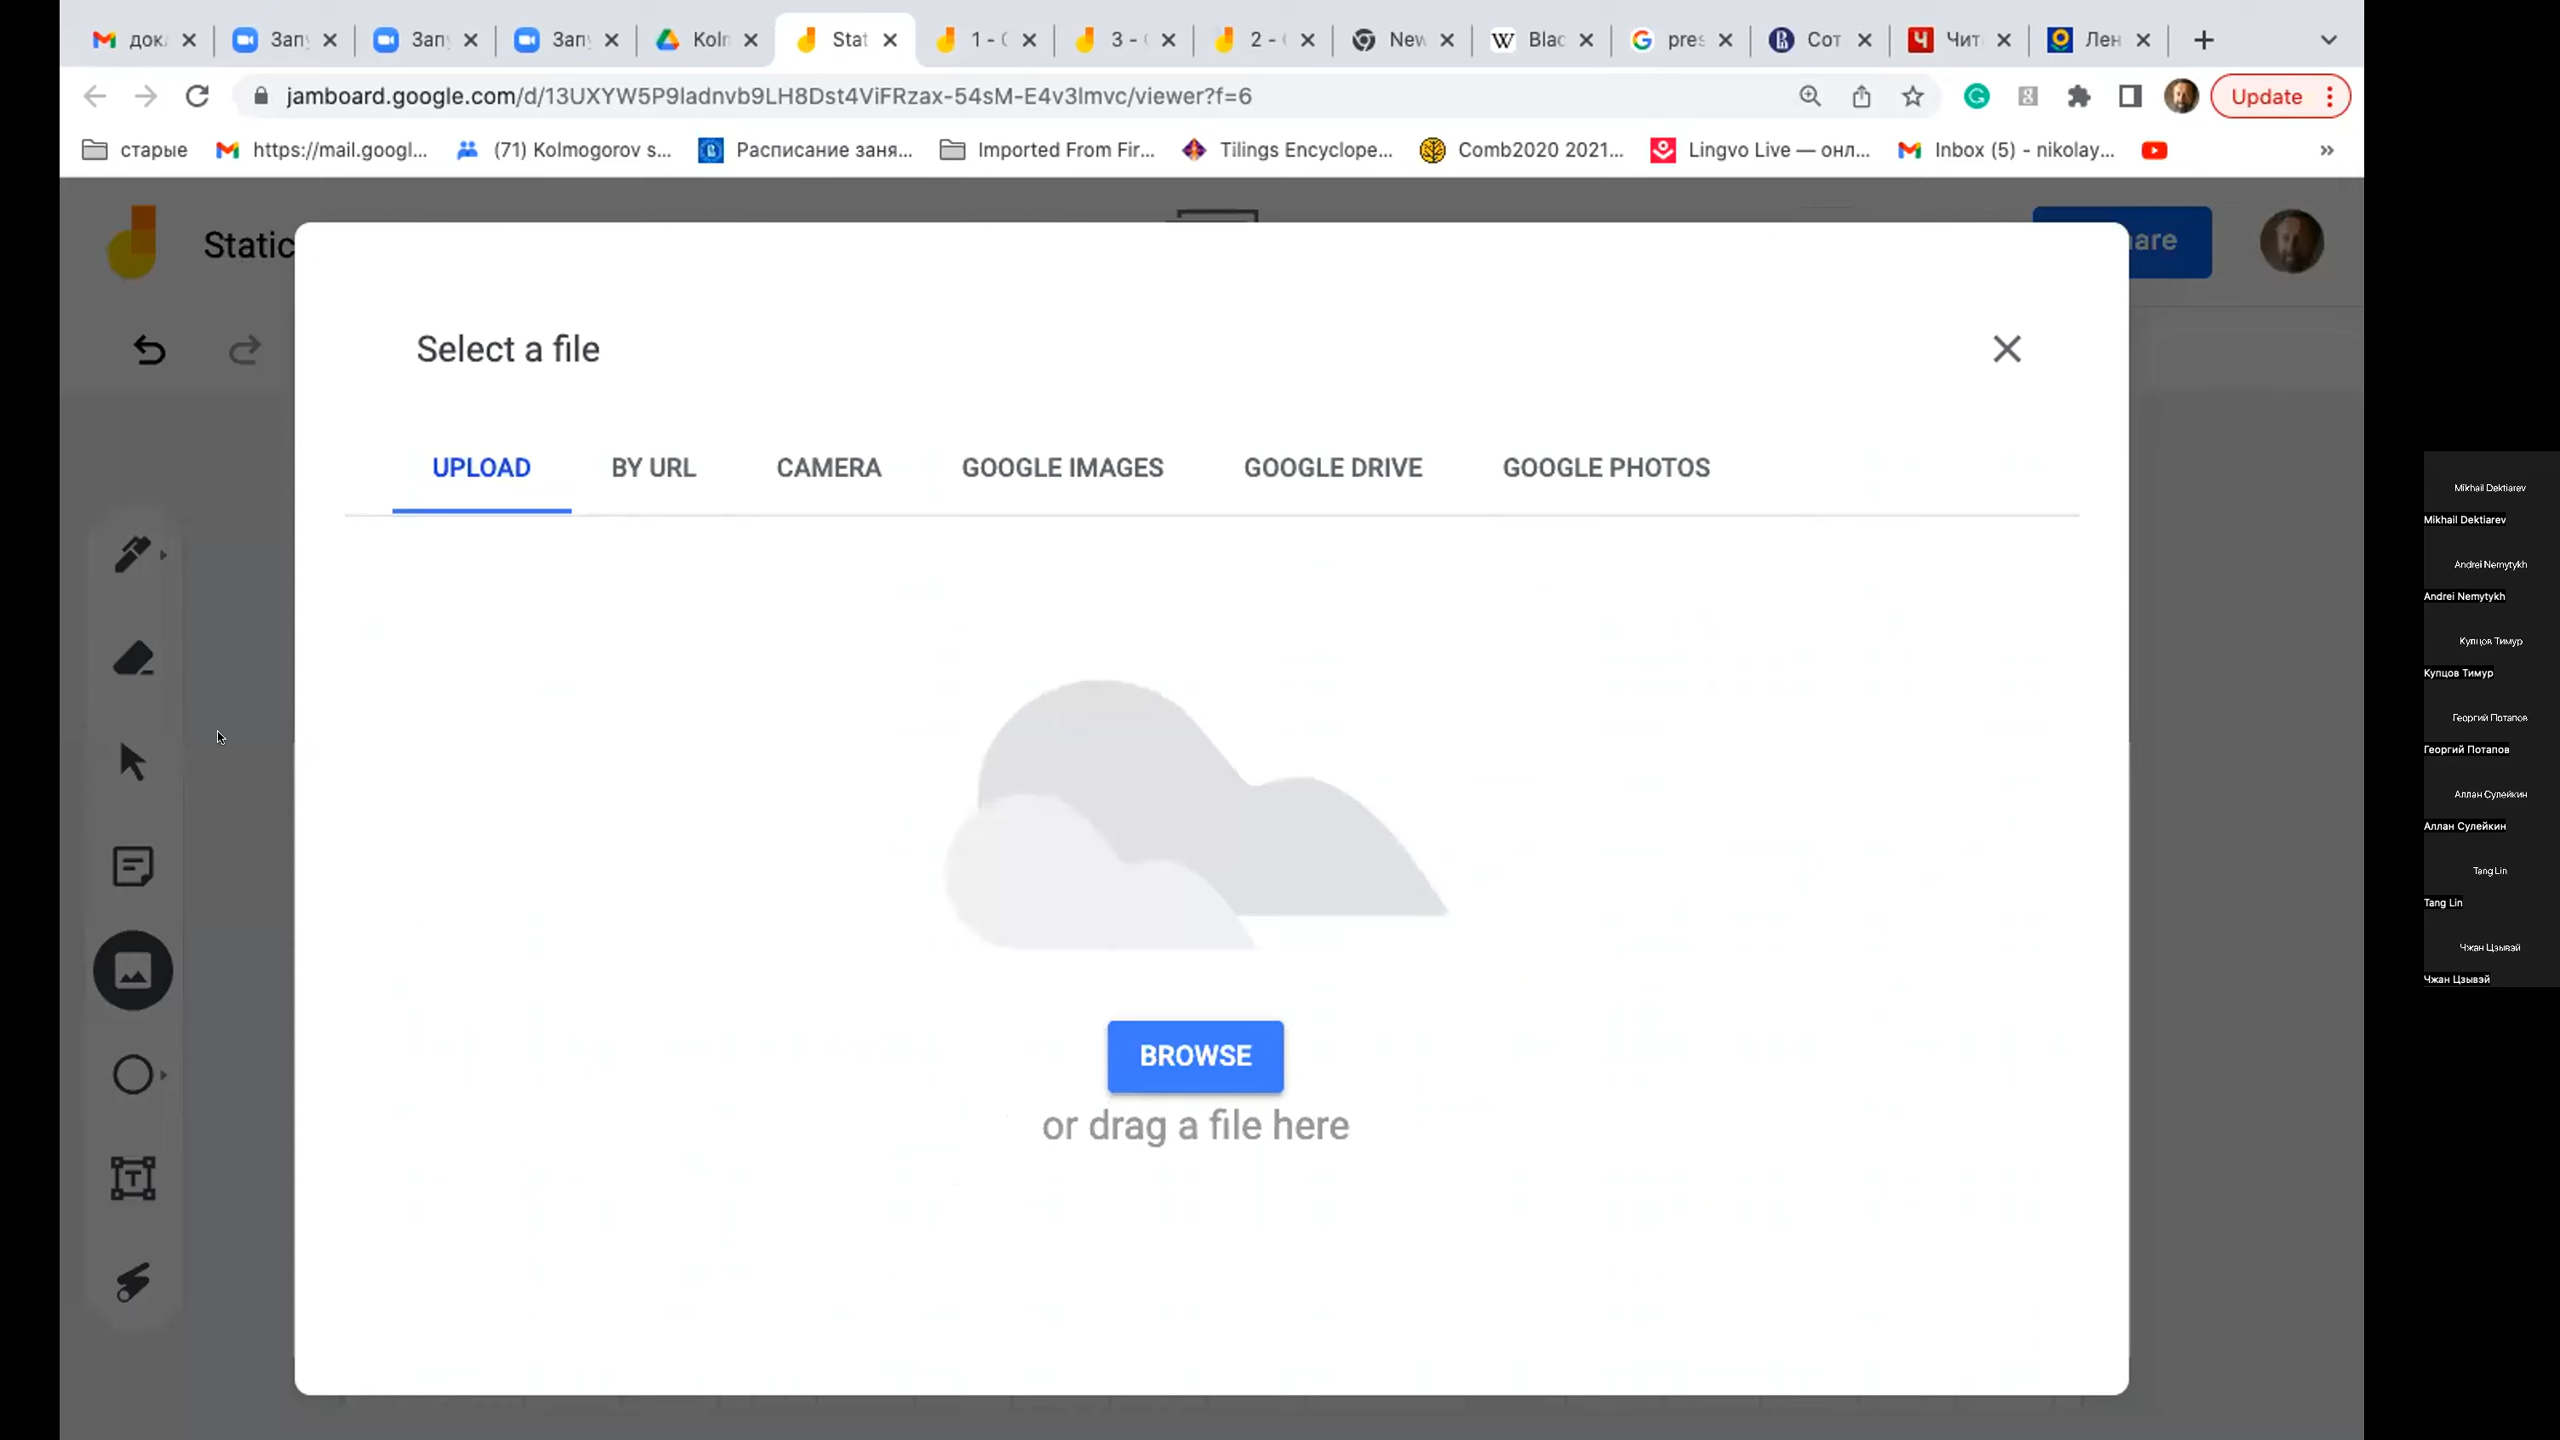 док
Зап
Зап
Зап
Koln
Stat
1 - (
3 - (
2 - (
New
W
Blac
G
pres
Сот
Ч
Чит
Лен
jamboard.google.com/d/13UXYW5P9ladnvb9LH8Dst4ViFRzax-54sM-E4v3lmvc/viewer?f=6
Update
старые
https://mail.googl...
(71) Kolmogorov s...
Расписание заня...
Imported From Fir...
Tilings Encyclope...
Comb2020 2021...
Lingvo Live — онл...
Inbox (5) - nikolay...
»
Static
are
Select a file
UPLOAD
BY URL
CAMERA
GOOGLE IMAGES
GOOGLE DRIVE
GOOGLE PHOTOS
BROWSE
or drag a file here
Mikhail Dektiarev
Mikhail Dektiarev
Andrei Nemytykh
Andrei Nemytykh
Купцов Тимур
Купцов Тимур
Георгий Потапов
Георгий Потапов
Аллан Сулейкин
Аллан Сулейкин
Tang Lin
Tang Lin
Чжан Цзывэй
Чжан Цзывэй